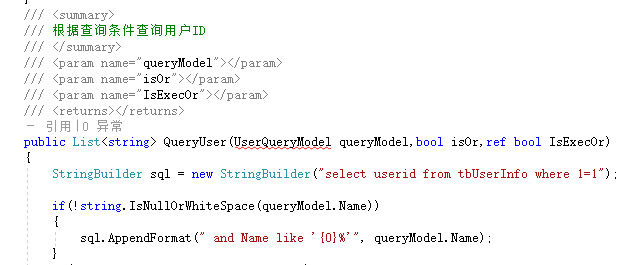 /// <summary>
/// 根据查询条件查询用户ID
/// </summary>
/// <param name="queryModel"></param>
/// <param name="isOr"></param>
/// <param name="IsExecOr"></param>
/// <returns></returns>
- 引用|0 异常
public List<string> QueryUser(UserQueryModel queryModel,bool isOr,ref bool IsExecOr)
{
StringBuilder sql = new StringBuilder("select userid from tbUserInfo where 1=1");
if(!string.IsNullOrWhiteSpace(queryModel.Name))
{
sql.AppendFormat(" and Name like '{0}%'", queryModel.Name);
}